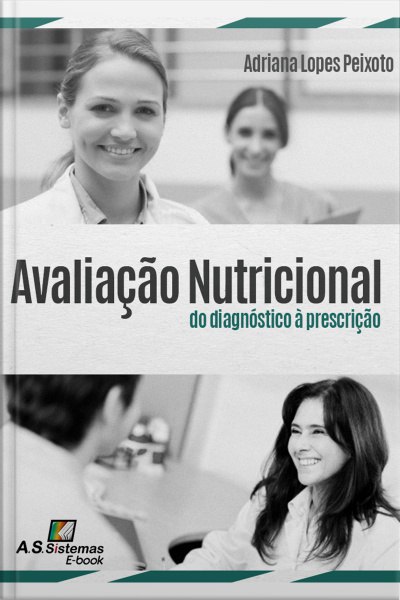 Adriana Lopes Peixoto
Avaliação Nutricional
do diagnóstico à prescrição
A.S. Sistemas
E-book